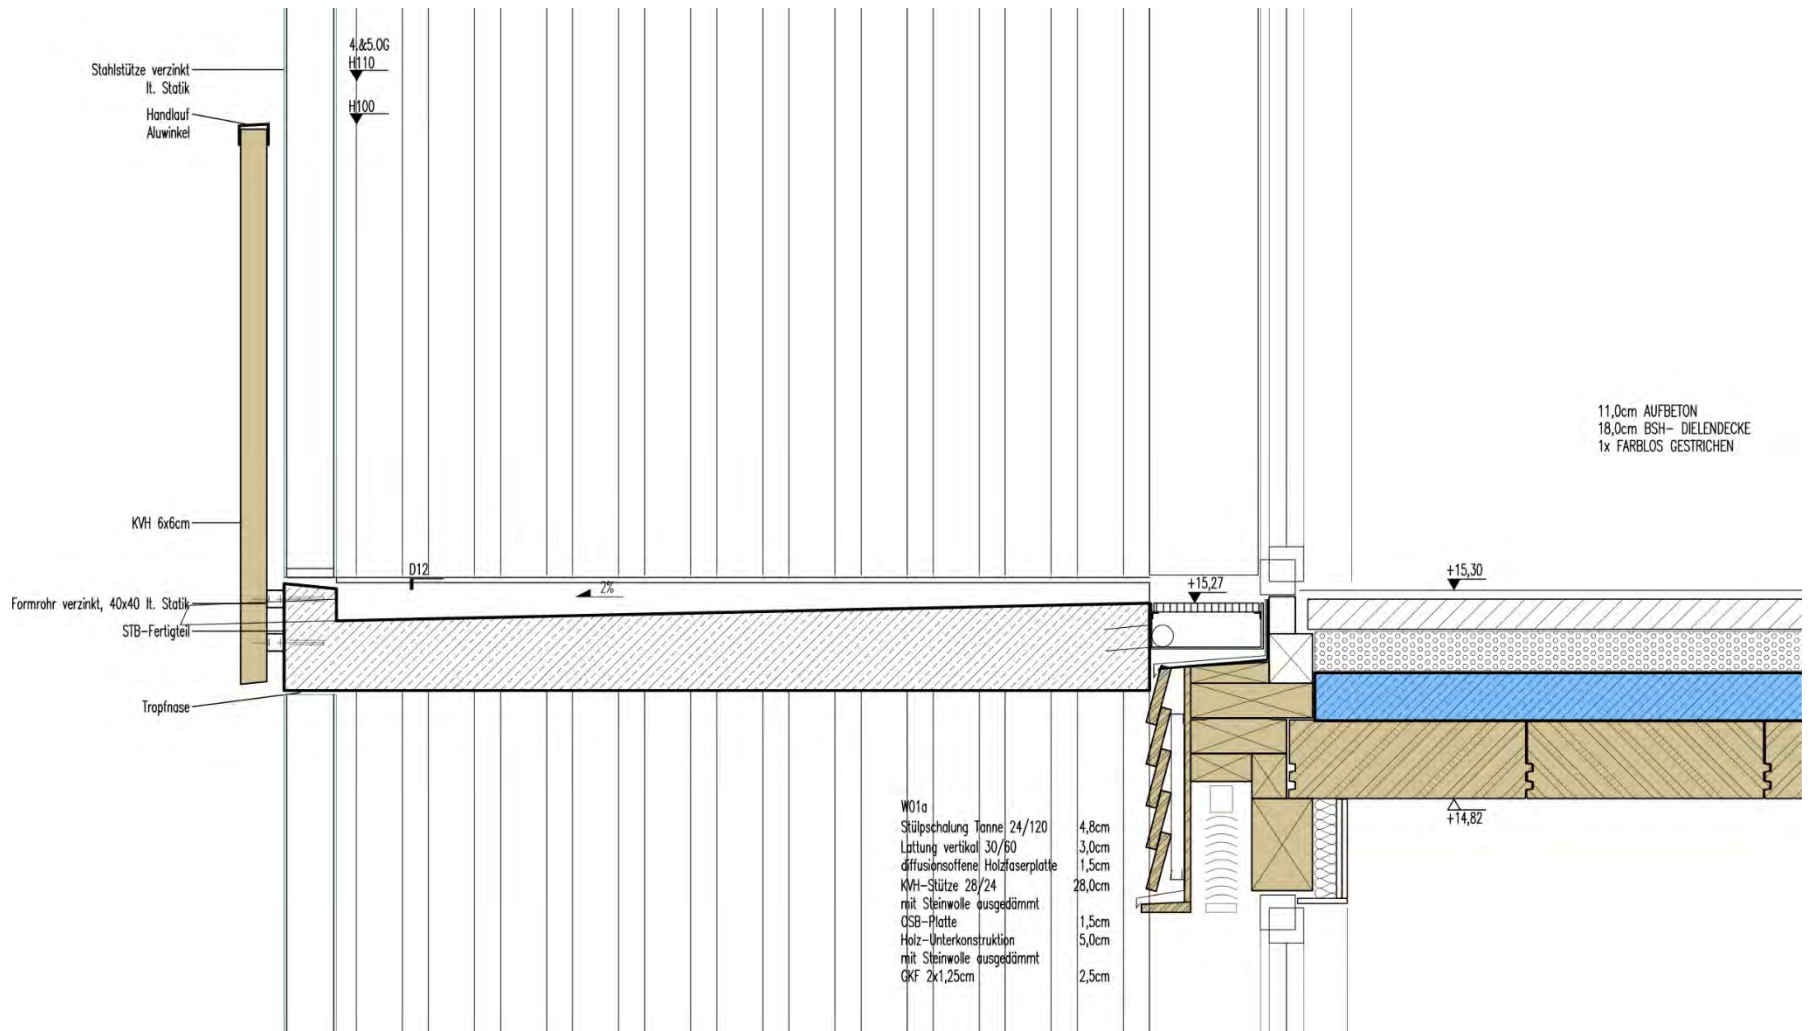 4.&5.OG
H110
H100
Stahlstütze verzinkt
lt. Statik
Handlauf
Aluwinkel
11,0cm AUFBETON
18,0cm BSH- DIELENDECKE
1x FARBLOS GESTRICHEN
KVH 6x6cm
D12
2%
+15,27
+15,30
Formrohr verzinkt, 40x40 lt. Statik
STB-Fertigteil
Tropfnase
+14,82
W01a
Stülpschalung Tanne 24/120 4,8cm
Lattung vertikal 30/60 3,0cm
diffusionsoffene Holzfaserplatte 1,5cm
KVH-Stütze 28/24 28,0cm
mit Steinwolle ausgedämmt
OSB-Platte 1,5cm
Holz-Unterkonstruktion 5,0cm
mit Steinwolle ausgedämmt
GKF 2x1,25cm 2,5cm